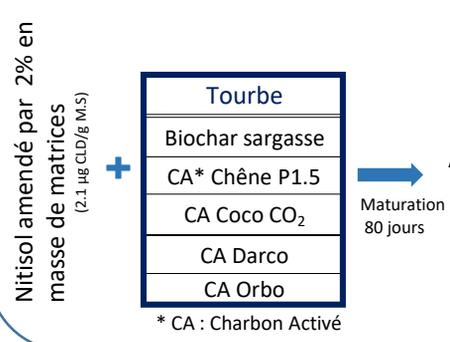 Nitisol amendé par 2% en
masse de matrices
(2.1 µg CLD/g M.S)
+
Tourbe
Biochar sargasse
CA* Chêne P1.5
CA Coco CO₂
CA Darco
CA Orbo
* CA : Charbon Activé
Maturation
80 jours